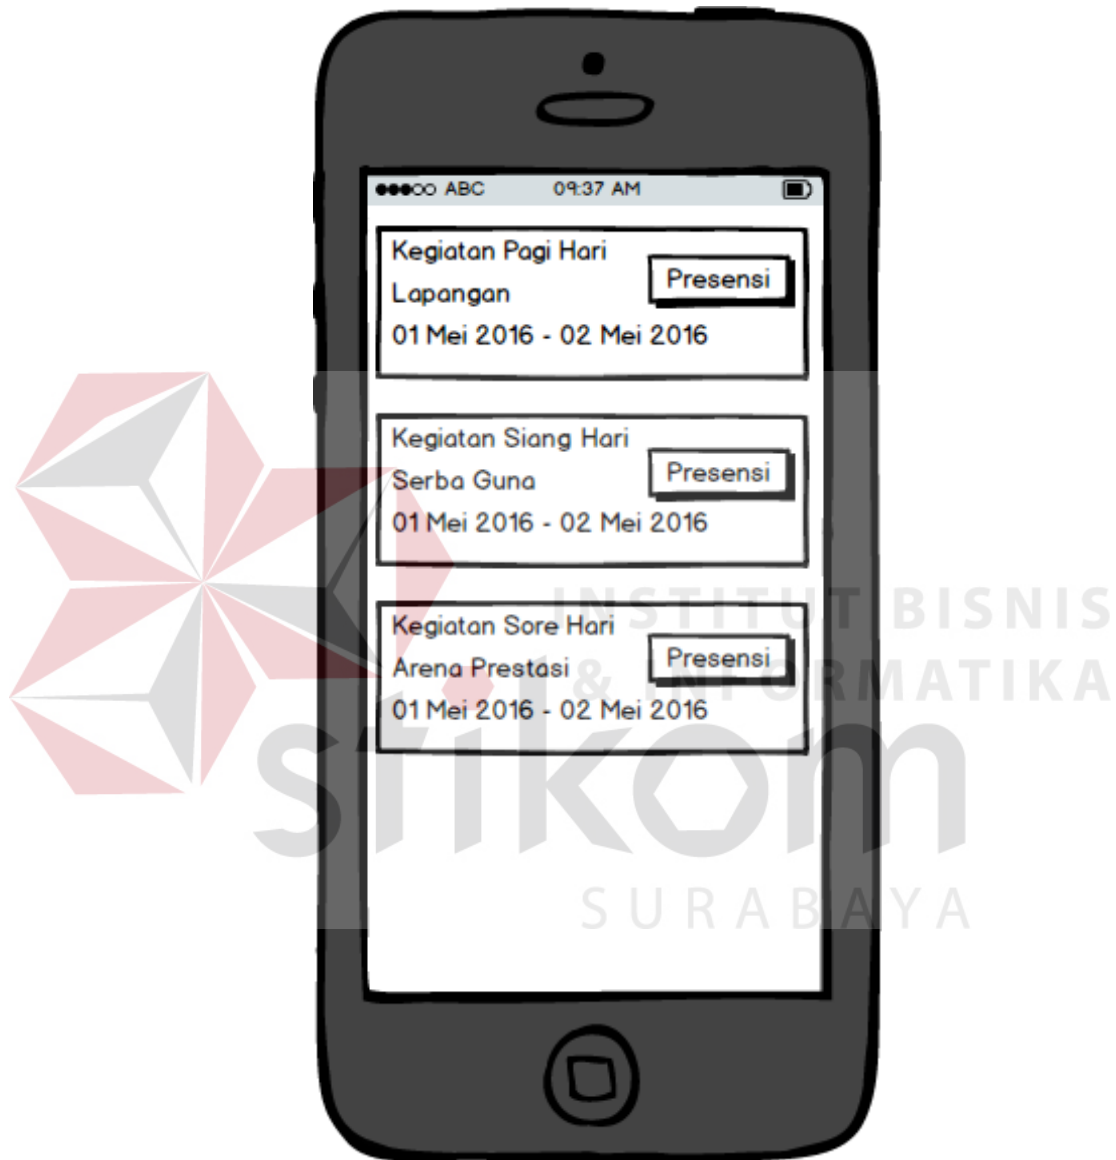 ABC 09:37 AM
Kegiatan Pagi Hari
Presensi
Lapangan
01 Mei 2016 - 02 Mei 2016
Kegiatan Siang Hari
Presensi
Serba Guna
01 Mei 2016 - 02 Mei 2016
Kegiatan Sore Hari
Presensi
Arena Prestasi
01 Mei 2016 - 02 Mei 2016
INSTITUT BISNIS
& INFORMATIKA
stikom
SURABAYA